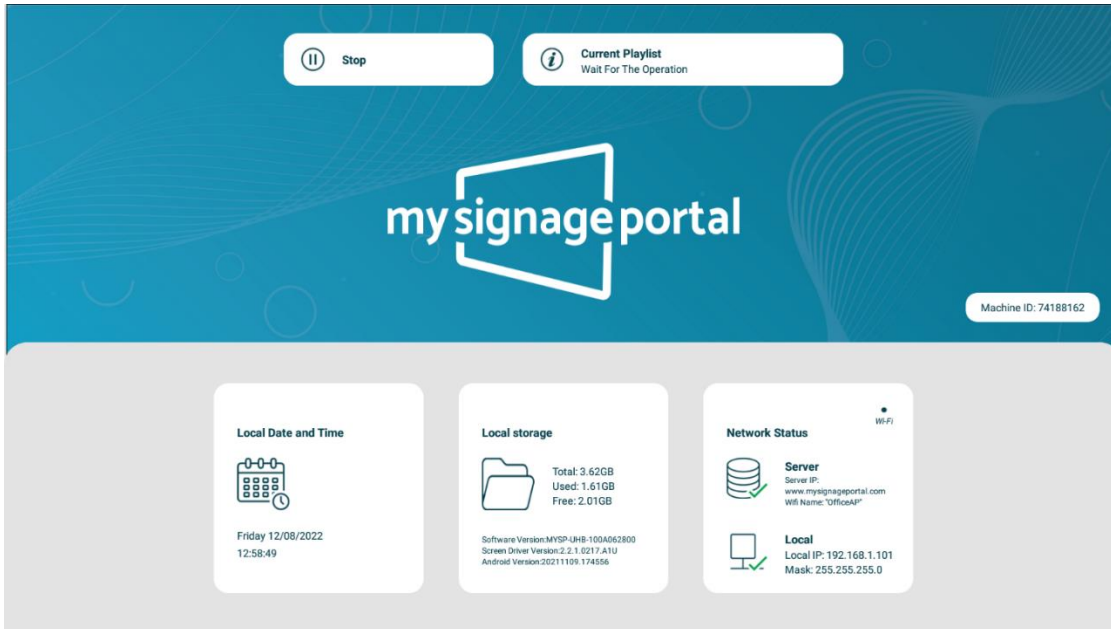 Stop
Current Playlist
Wait For The Operation
my signage portal
Machine ID: 74188162
Local Date and Time
Friday 12/08/2022
12:58:49
Local storage
Total: 3.62GB
Used: 1.61GB
Free: 2.01GB
Software Version:MYSP-UHB-100A062800
Screen Driver Version:2.2.1.0217.A1U
Android Version:20211109.174556
Wi-Fi
Network Status
Server
Server IP:
www.mysignageportal.com
Wifi Name: "OfficeAP"
Local
Local IP: 192.168.1.101
Mask: 255.255.255.0